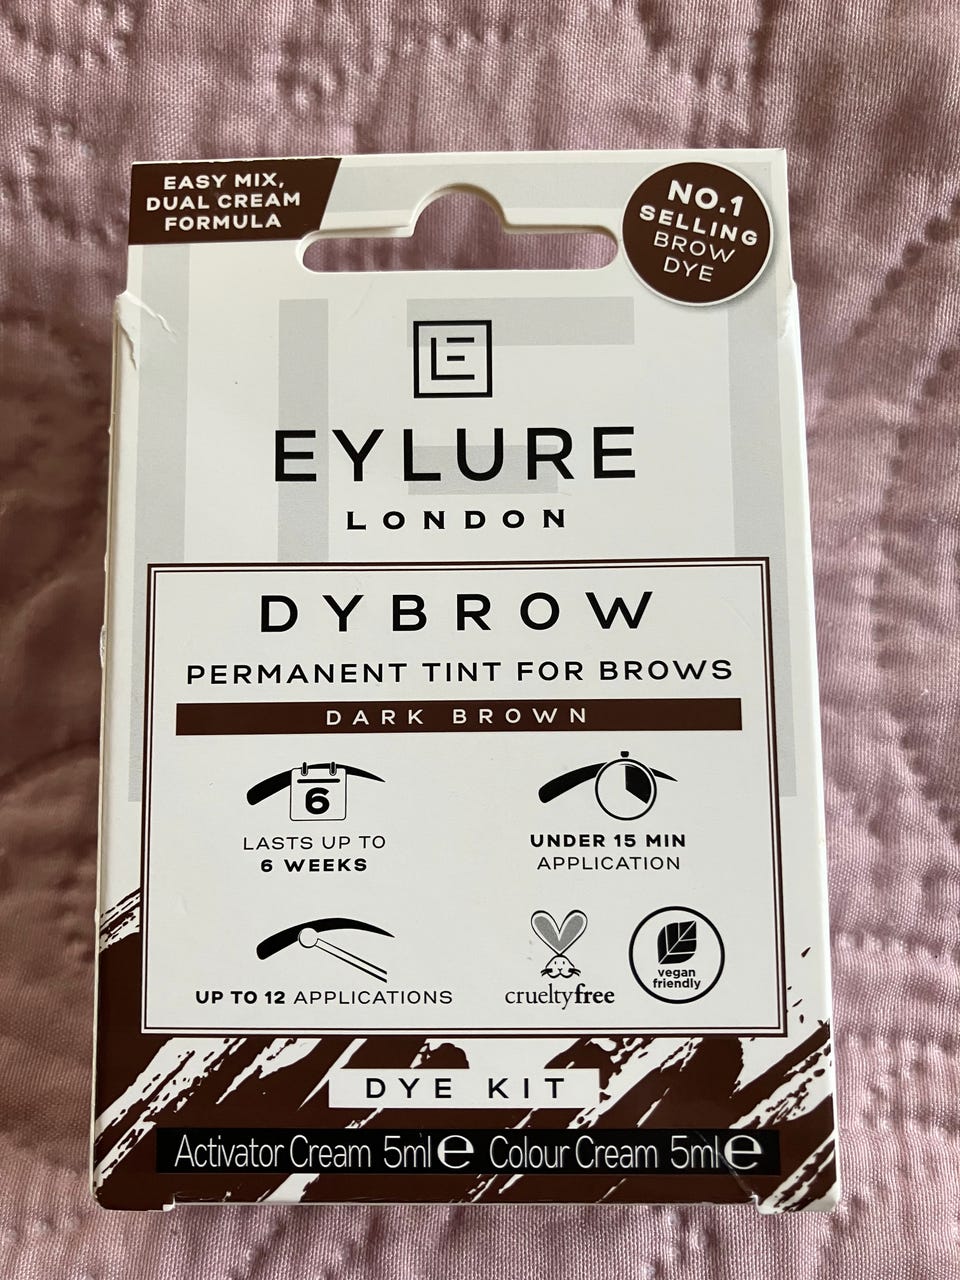 EASY MIX,
DUAL CREAM
FORMULA
NO.1
SELLING
BROW
DYE
E
EYLURE
LONDON
DYBROW
PERMANENT TINT FOR BROWS
DARK BROWN
6
LASTS UP TO
6 WEEKS
UNDER 15 MIN
APPLICATION
UP TO 12 APPLICATIONS
crueltyfree
vegan
friendly
DYE KIT
Activator Cream 5ml ℮ Colour Cream 5ml ℮